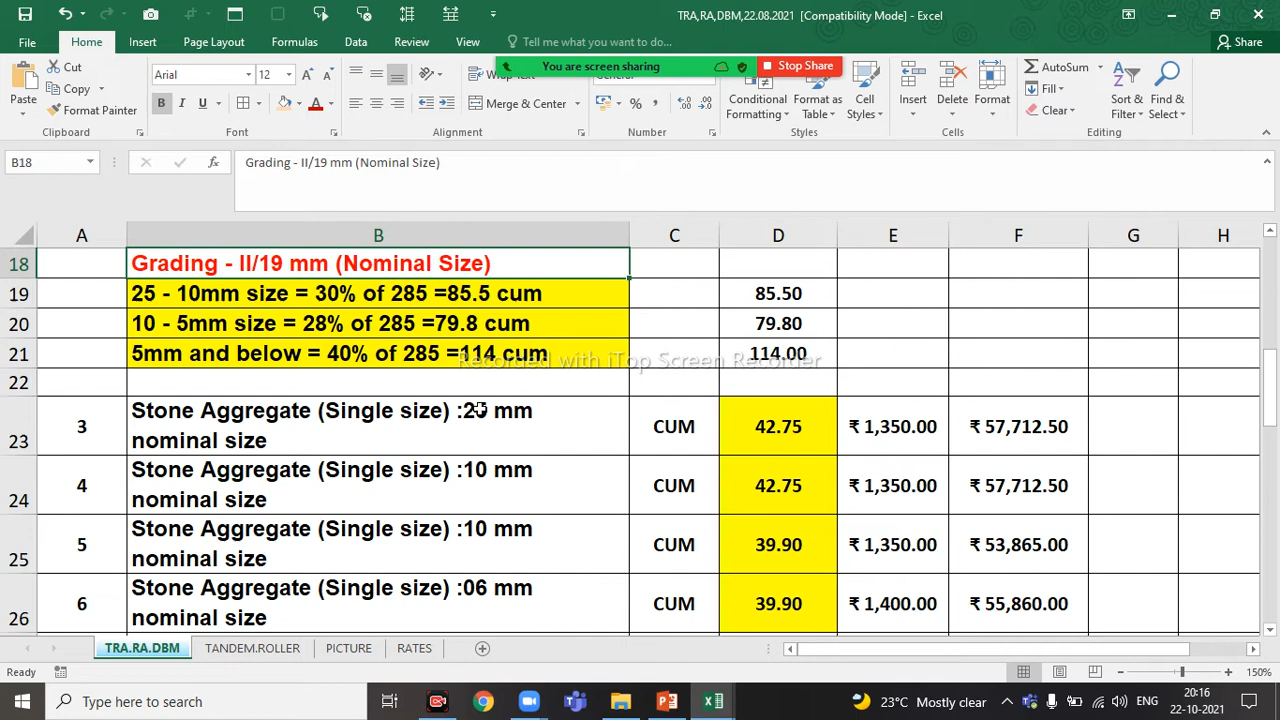 TRA,RA,DBM,22.08.2021 [Compatibility Mode] - Excel
File Home Insert Page Layout Formulas Data Review View Tell me what you want to do... Share
You are screen sharing Stop Share
Cut
Copy
Format Painter
Paste
Clipboard
Arial 12
B I U
Font
Wrap Text
Merge & Center
Alignment
General
%
Number
Conditional Formatting
Format as Table
Cell Styles
Styles
Insert Delete Format
Cells
AutoSum
Fill
Clear
Sort & Filter
Find & Select
Editing
B18 fx Grading - II/19 mm (Nominal Size)
A B C D E F G H
18 Grading - II/19 mm (Nominal Size)
19 25 - 10mm size = 30% of 285 =85.5 cum 85.50
20 10 - 5mm size = 28% of 285 =79.8 cum 79.80
21 5mm and below = 40% of 285 =114 cum 114.00
Recorded with iTop Screen Recorder
22
23 3 Stone Aggregate (Single size) : mm
nominal size CUM 42.75 ₹ 1,350.00 ₹ 57,712.50
24 4 Stone Aggregate (Single size) :10 mm
nominal size CUM 42.75 ₹ 1,350.00 ₹ 57,712.50
25 5 Stone Aggregate (Single size) :10 mm
nominal size CUM 39.90 ₹ 1,350.00 ₹ 53,865.00
26 6 Stone Aggregate (Single size) :06 mm
nominal size CUM 39.90 ₹ 1,400.00 ₹ 55,860.00
TRA.RA.DBM TANDEM.ROLLER PICTURE RATES
Ready 150%
Type here to search 23°C Mostly clear ENG 20:16
22-10-2021